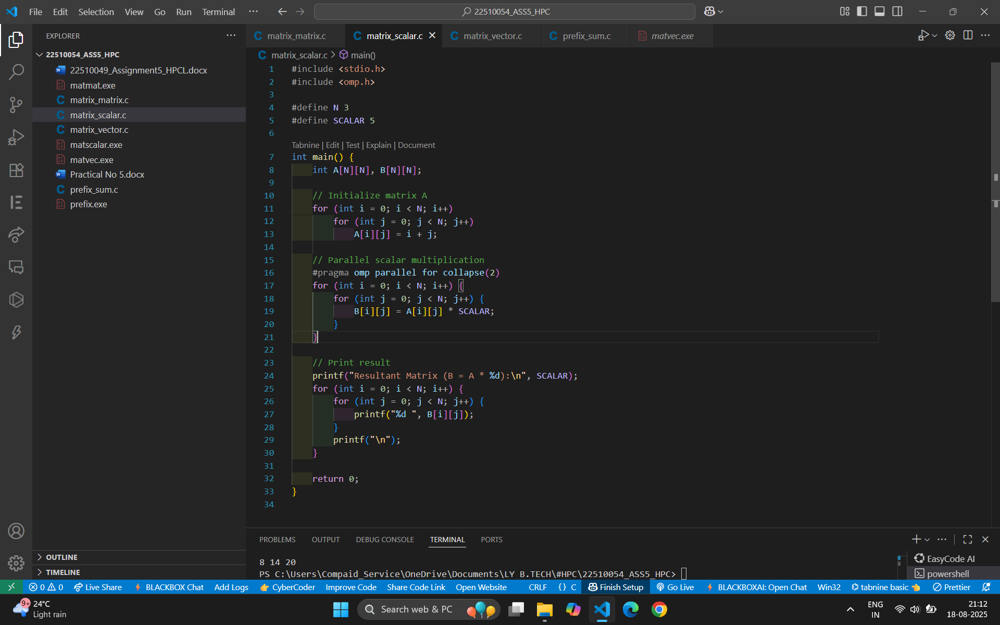 File Edit Selection View Go Run Terminal ··· 22510054_ASS5_HPC
EXPLORER
22510054_ASS5_HPC
22510049_Assignment5_HPCL.docx
matmat.exe
matrix_matrix.c
matrix_scalar.c
matrix_vector.c
matscalar.exe
matvec.exe
Practical No 5.docx
prefix_sum.c
prefix.exe
OUTLINE
TIMELINE
matrix_matrix.c matrix_scalar.c matrix_vector.c prefix_sum.c matvec.exe
matrix_scalar.c > main()
1 #include <stdio.h>
2 #include <omp.h>
3
4 #define N 3
5 #define SCALAR 5
6
Tabnine | Edit | Test | Explain | Document
7 int main() {
8 int A[N][N], B[N][N];
9
10 // Initialize matrix A
11 for (int i = 0; i < N; i++)
12 for (int j = 0; j < N; j++)
13 A[i][j] = i + j;
14
15 // Parallel scalar multiplication
16 #pragma omp parallel for collapse(2)
17 for (int i = 0; i < N; i++) {
18 for (int j = 0; j < N; j++) {
19 B[i][j] = A[i][j] * SCALAR;
20 }
21 }
22
23 // Print result
24 printf("Resultant Matrix (B = A * %d):\n", SCALAR);
25 for (int i = 0; i < N; i++) {
26 for (int j = 0; j < N; j++) {
27 printf("%d ", B[i][j]);
28 }
29 printf("\n");
30 }
31
32 return 0;
33 }
34
PROBLEMS OUTPUT DEBUG CONSOLE TERMINAL PORTS
8 14 20
PS C:\Users\Compaid_Service\OneDrive\Documents\LY B.TECH\#HPC\22510054_ASS5_HPC>
EasyCode AI
powershell
0 0 Live Share BLACKBOX Chat Add Logs CyberCoder Improve Code Share Code Link Open Website CRLF {} C Finish Setup Go Live BLACKBOXAI: Open Chat Win32 tabnine basic Prettier
9+ 24°C
Light rain
Search web & PC
ENG
IN
21:12
18-08-2025